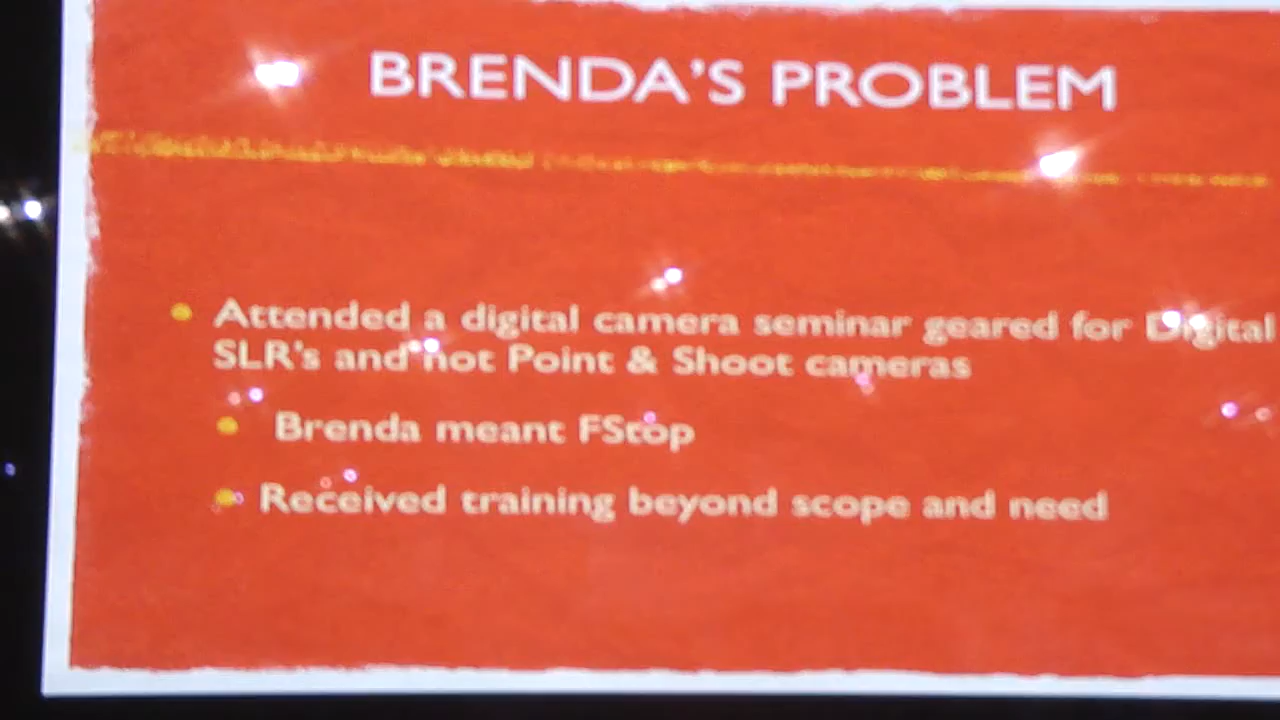 BRENDA'S PROBLEM
Attended a digital camera seminar geared for Digital
SLR's and not Point & Shoot cameras
Brenda meant FStop
Received training beyond scope and need